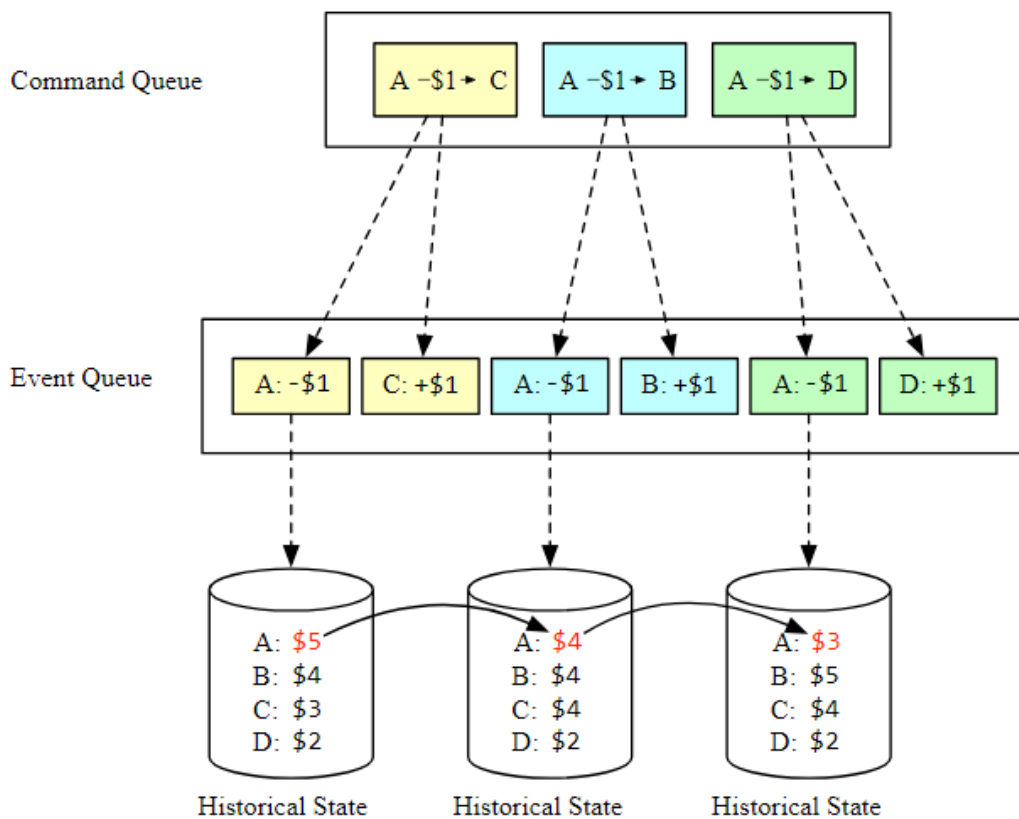 Command Queue
A -$1→ C
A -$1→ B
A -$1→ D
Event Queue
A: -$1
C: +$1
A: -$1
B: +$1
A: -$1
D: +$1
A: $5
B: $4
C: $3
D: $2
Historical State
A: $4
B: $4
C: $4
D: $2
Historical State
A: $3
B: $5
C: $4
D: $2
Historical State